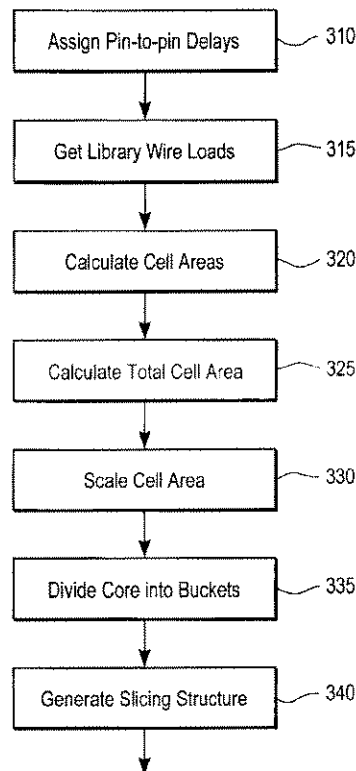 Assign Pin-to-pin Delays 310
Get Library Wire Loads 315
Calculate Cell Areas 320
Calculate Total Cell Area 325
Scale Cell Area 330
Divide Core into Buckets 335
Generate Slicing Structure 340